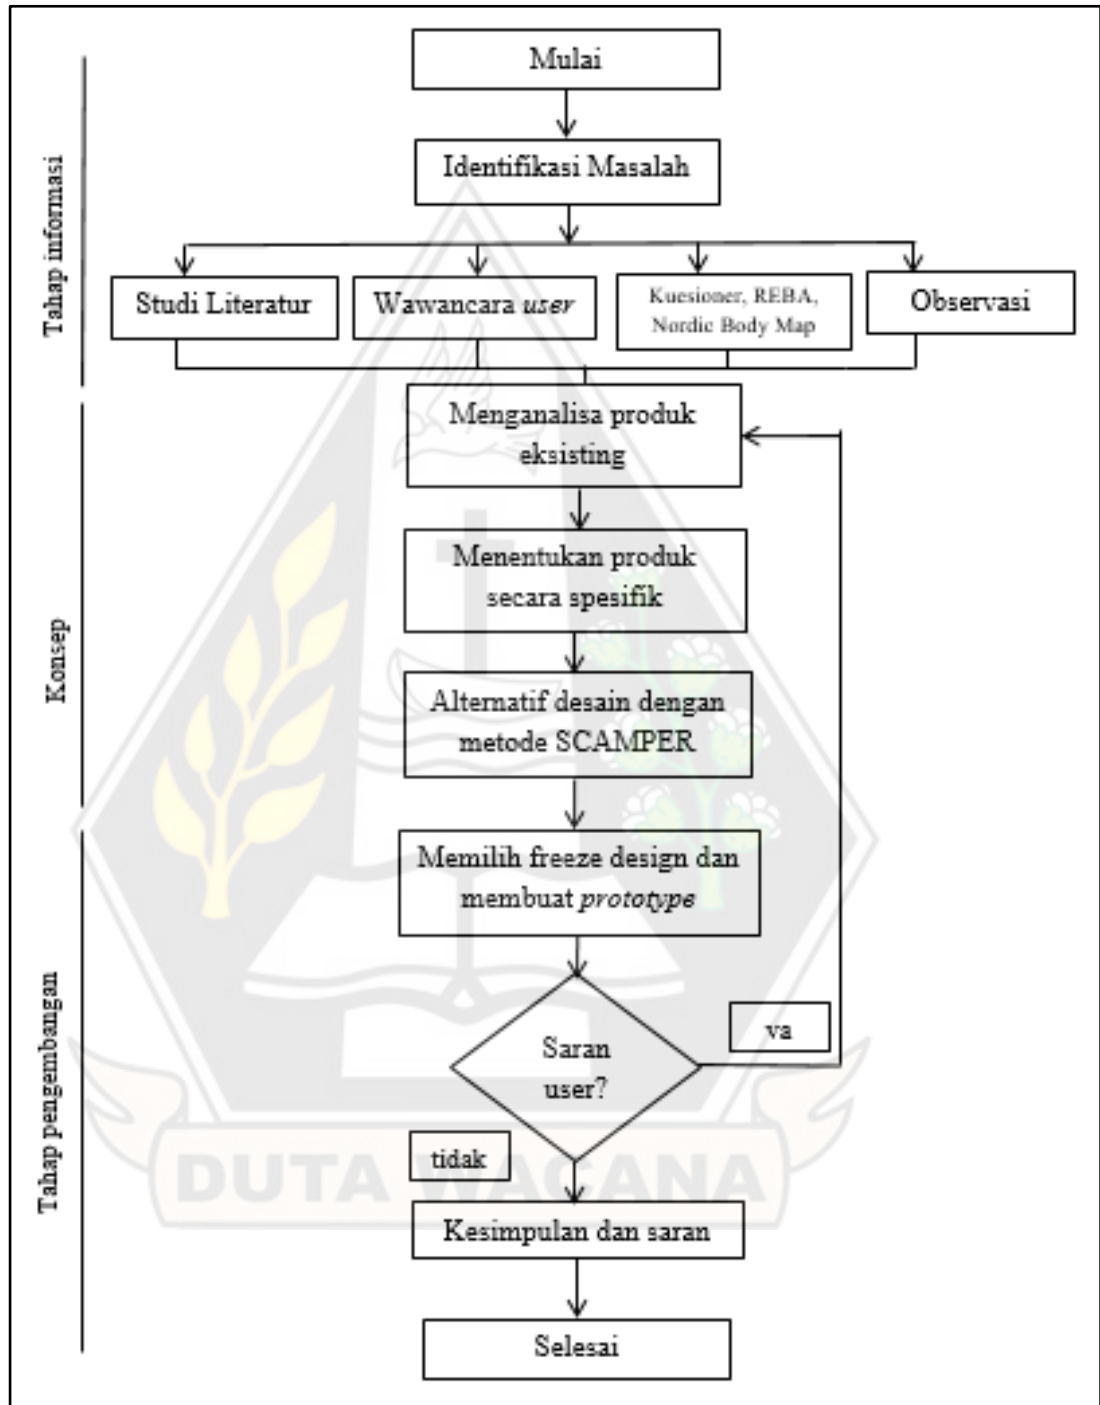 Mulai
Tahap informasi
Identifikasi Masalah
Studi Literatur
Wawancara user
Kuesioner, REBA,
Nordic Body Map
Observasi
Konsep
Menganalisa produk
eksisting
Menentukan produk
secara spesifik
Alternatif desain dengan
metode SCAMPER
Tahap pengembangan
Memilih freeze design dan
membuat prototype
Saran
user?
va
tidak
DUTA WACANA
Kesimpulan dan saran
Selesai